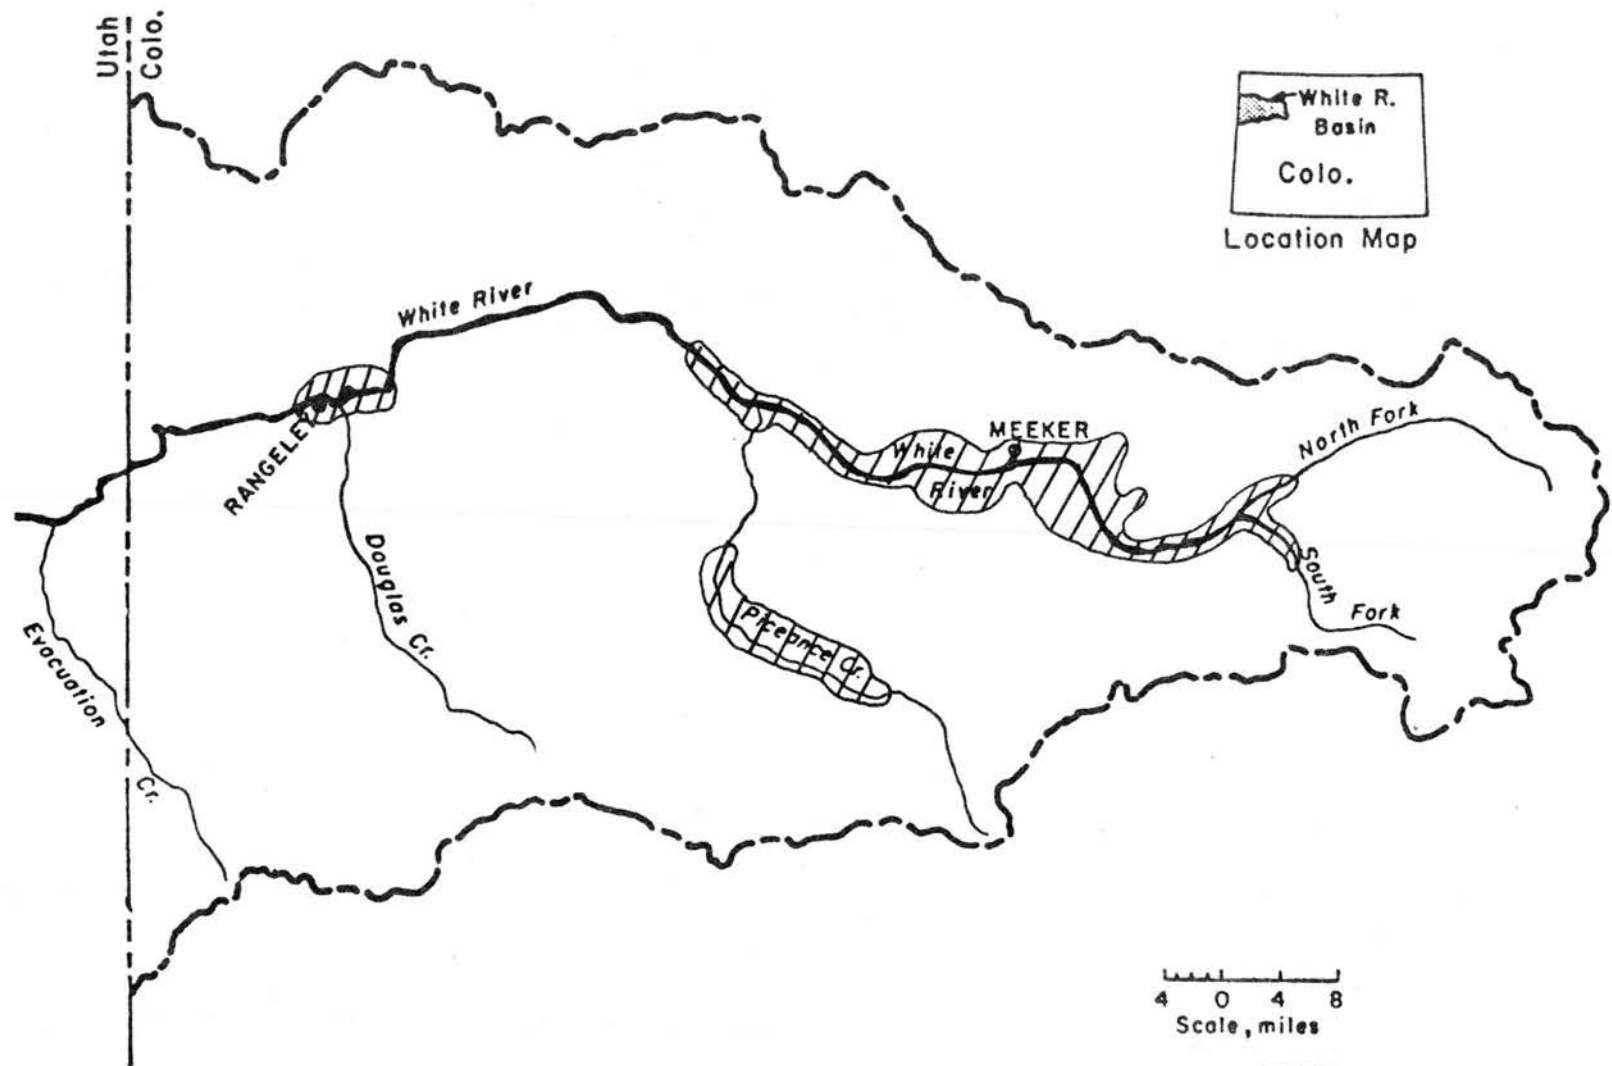 Utah
Colo.
White R.
Basin
Colo.
Location Map
White River
RANGELEY
MEEKER
White
River
North Fork
South
Fork
Douglas Cr.
Piceance Cr.
Evacuation
Cr.
4 0 4 8
Scale, miles